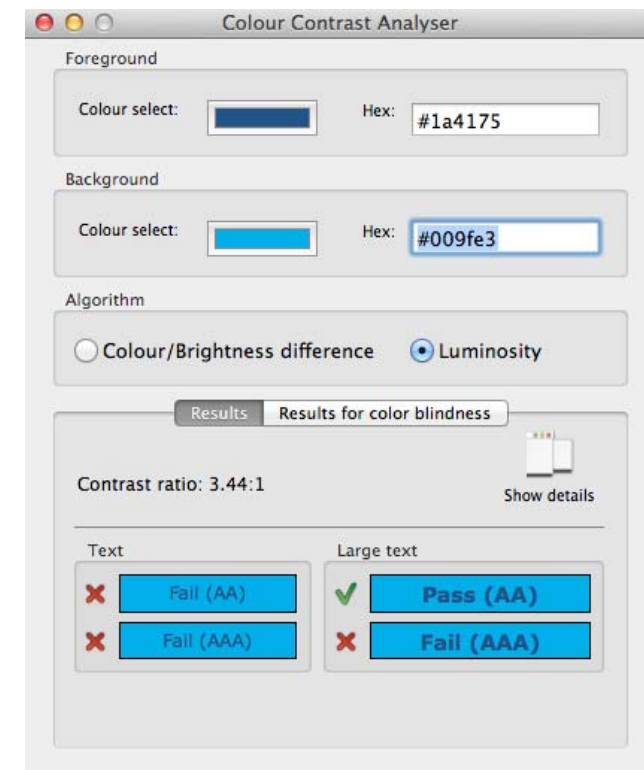 Colour Contrast Analyser
Foreground
Colour select: Hex: #1a4175
Background
Colour select: Hex: #009fe3
Algorithm
Colour/Brightness difference Luminosity
Results Results for color blindness
Contrast ratio: 3.44:1
Show details
Text Large text
Fail (AA) Pass (AA)
Fail (AAA) Fail (AAA)